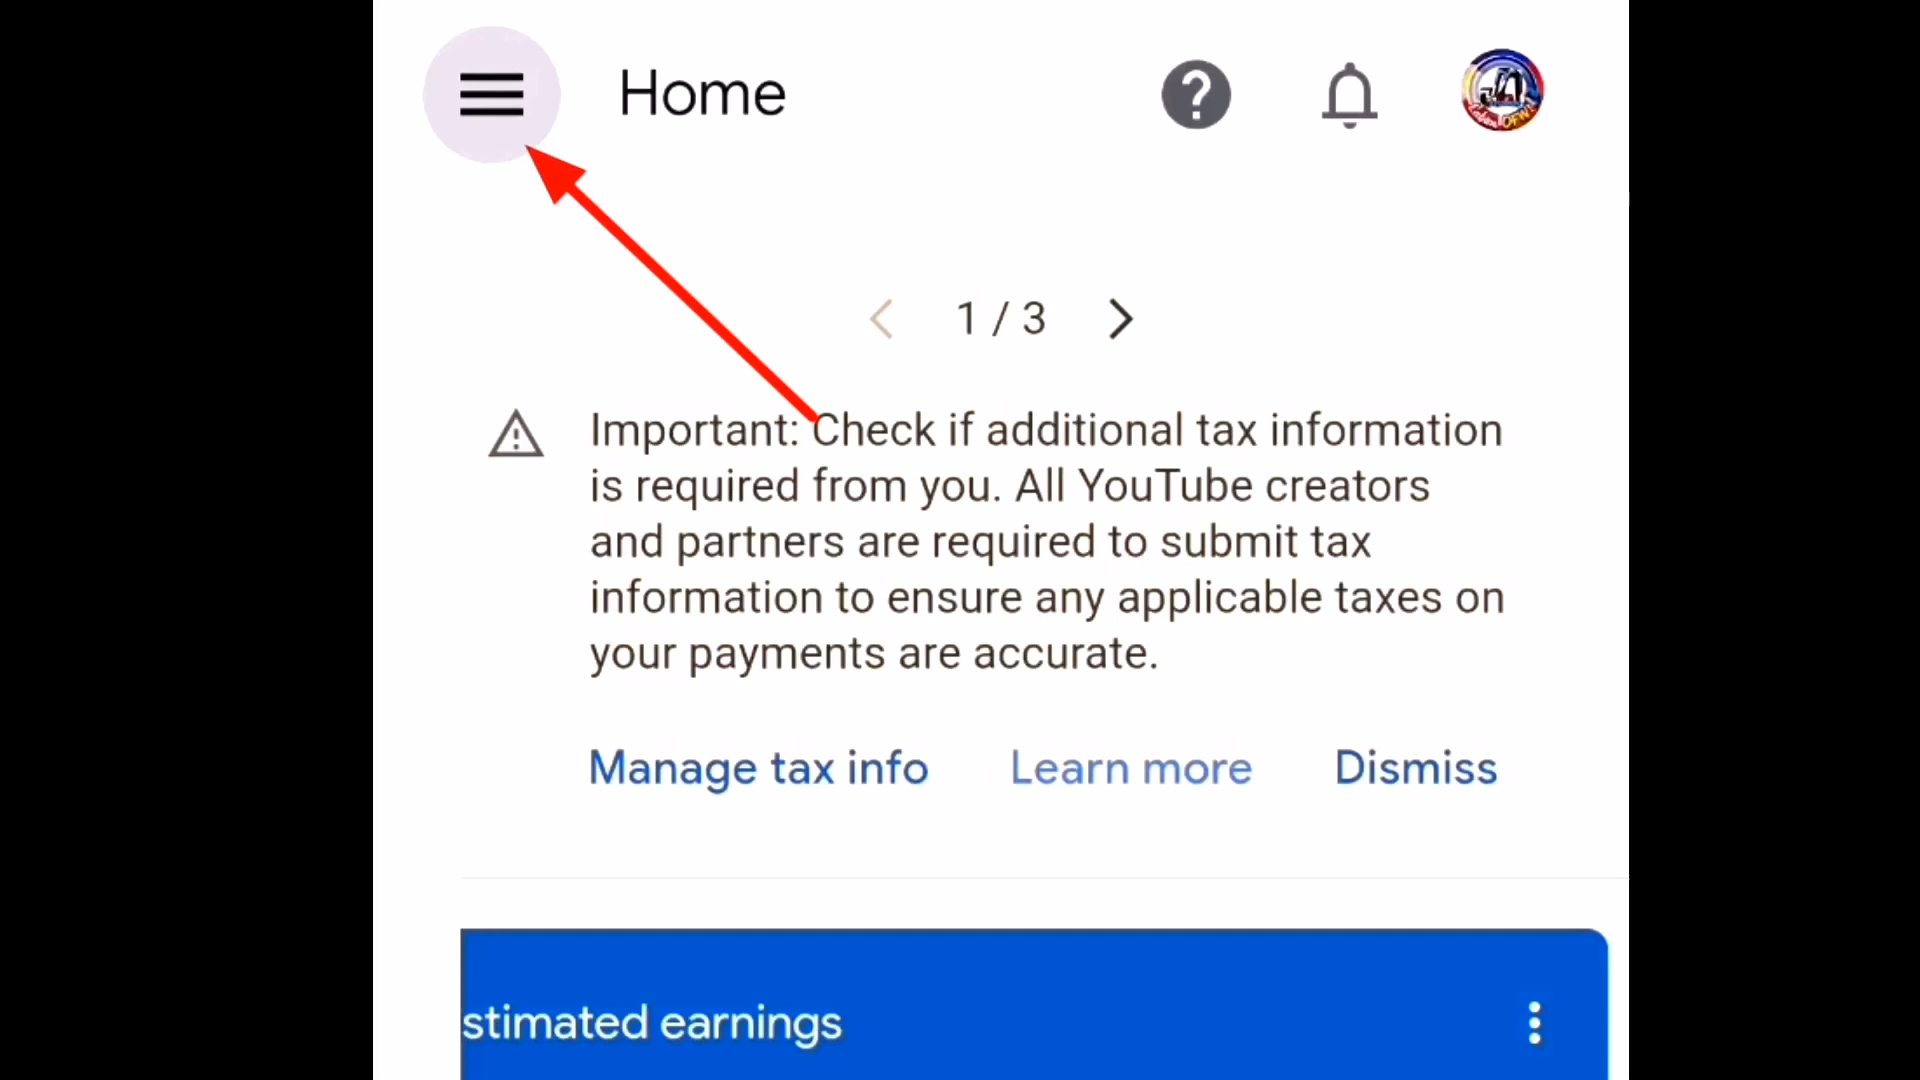 Home
1 / 3
Important: Check if additional tax information
is required from you. All YouTube creators
and partners are required to submit tax
information to ensure any applicable taxes on
your payments are accurate.
Manage tax info Learn more Dismiss
stimated earnings